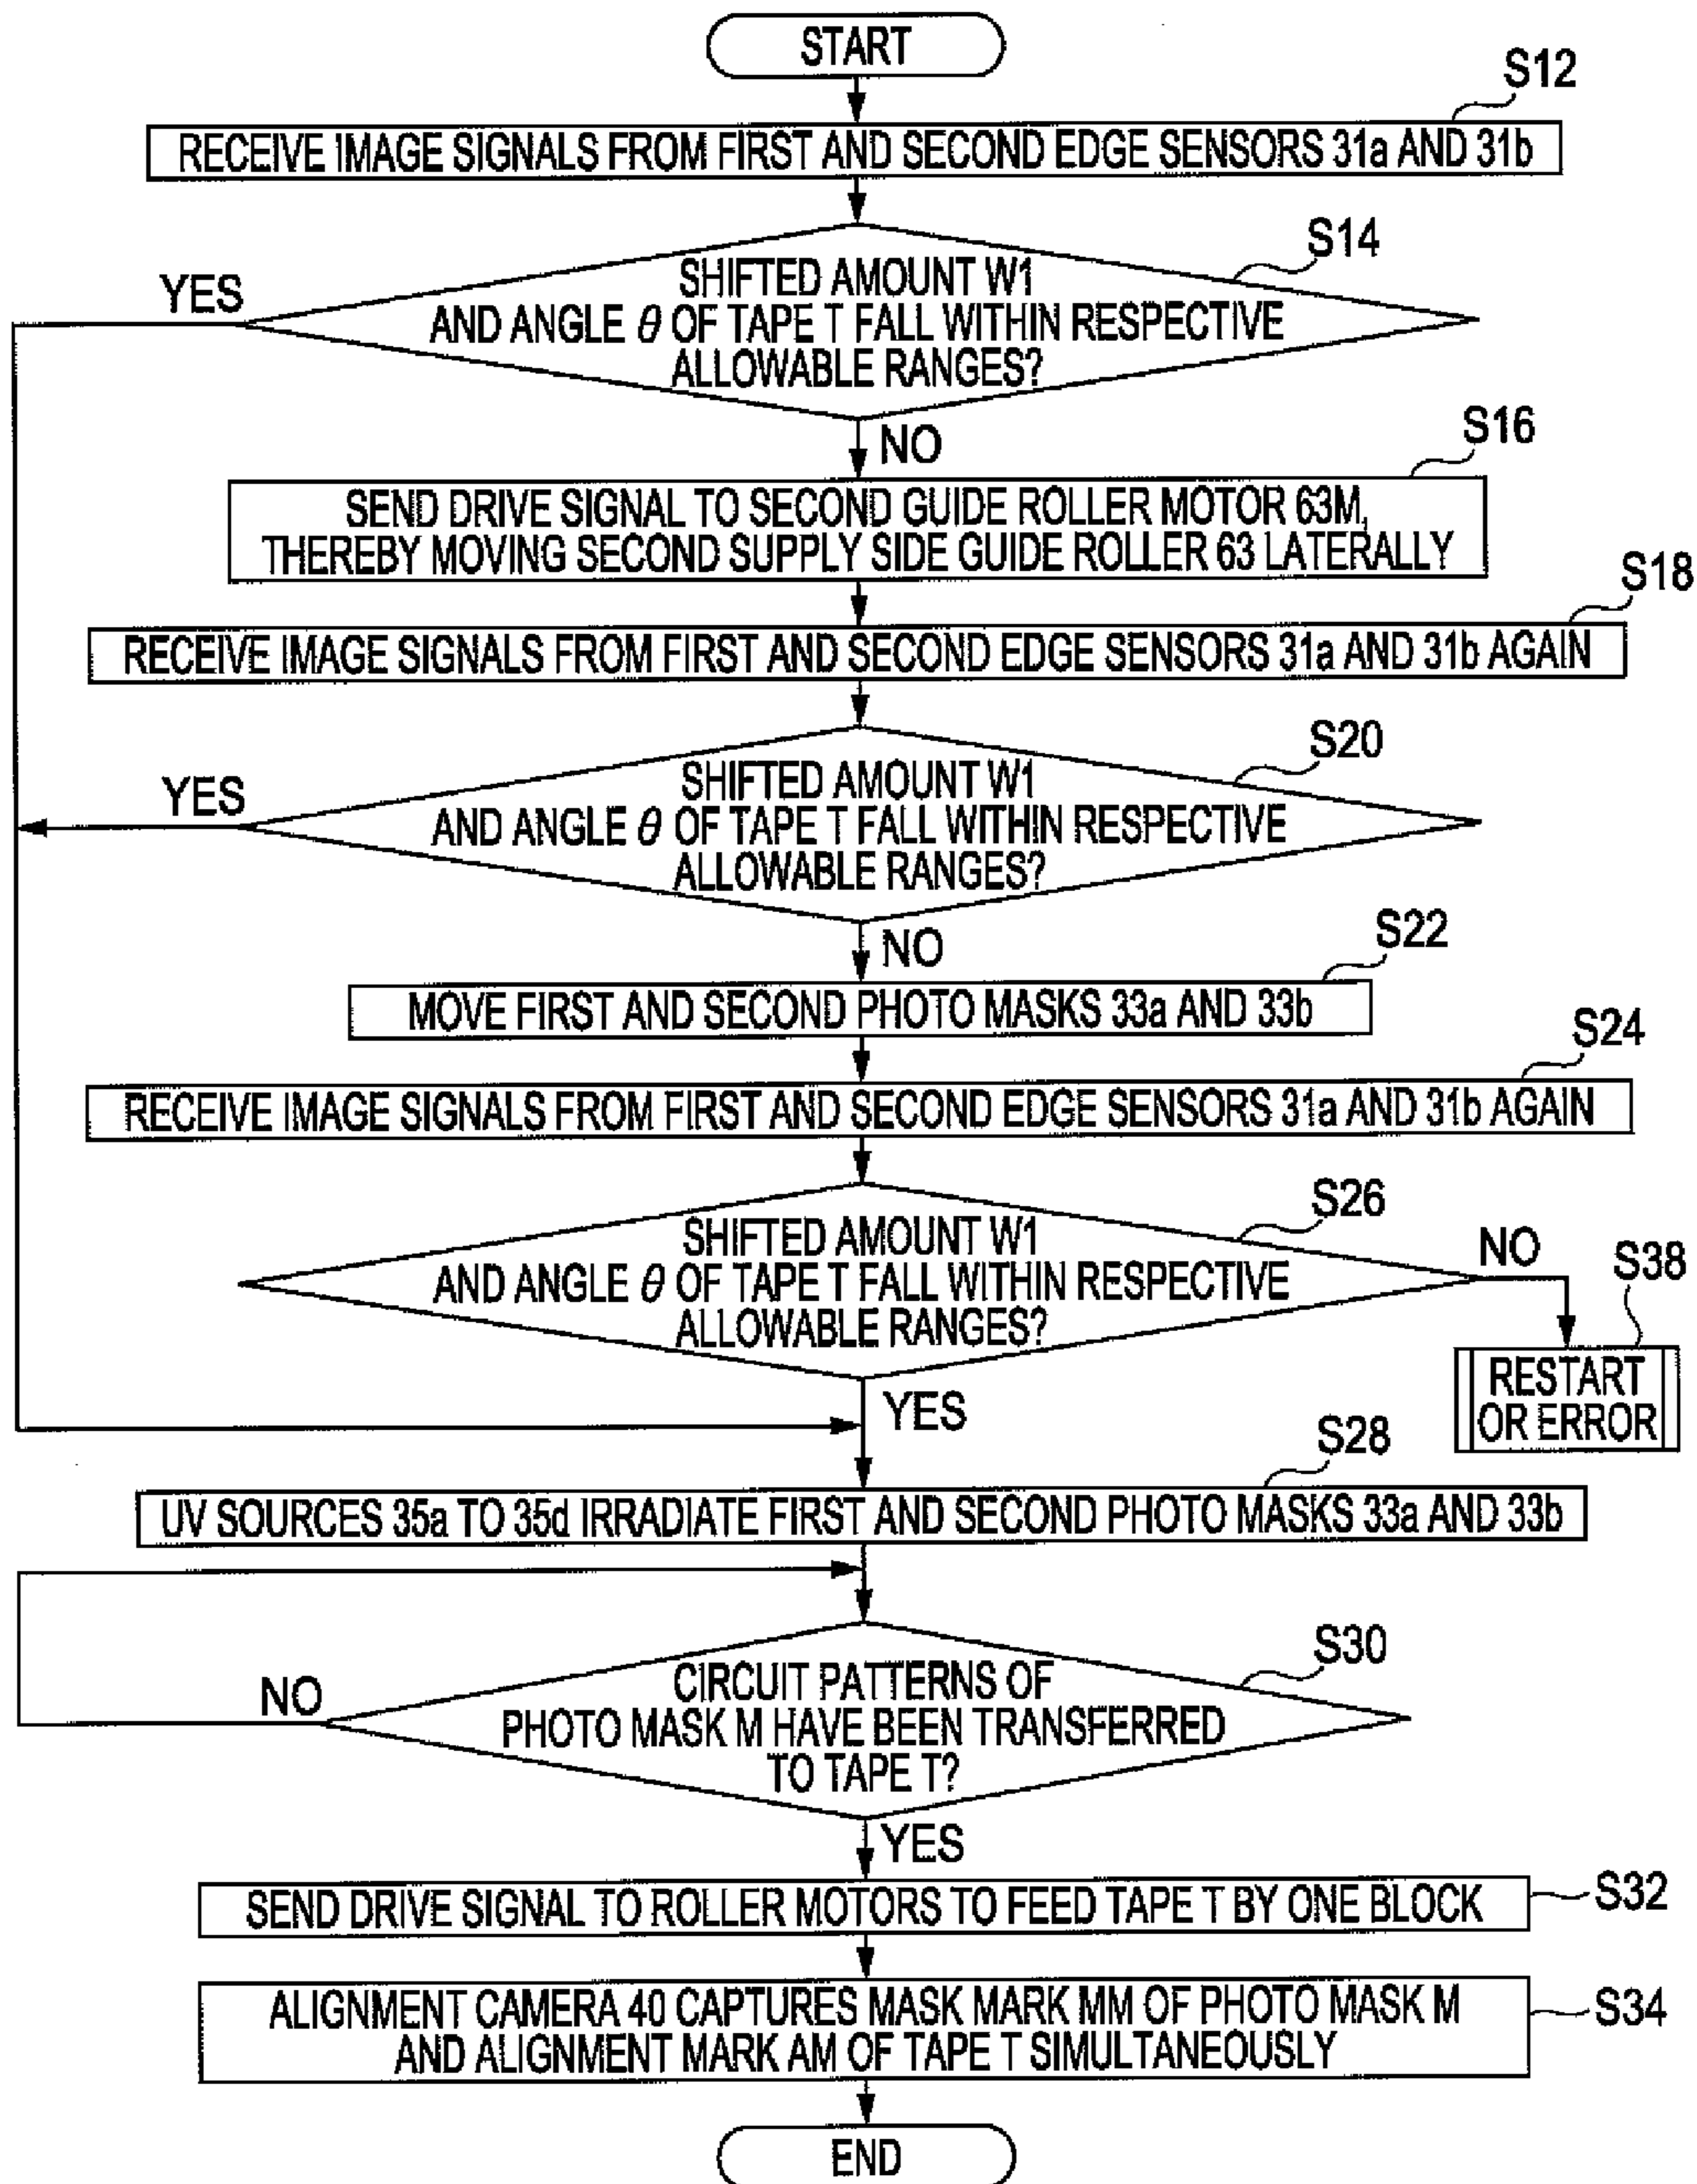 START
S12
RECEIVE IMAGE SIGNALS FROM FIRST AND SECOND EDGE SENSORS 31a AND 31b
S14
YES
SHIFTED AMOUNT W1
AND ANGLE θ OF TAPE T FALL WITHIN RESPECTIVE
ALLOWABLE RANGES?
NO
S16
SEND DRIVE SIGNAL TO SECOND GUIDE ROLLER MOTOR 63M,
THEREBY MOVING SECOND SUPPLY SIDE GUIDE ROLLER 63 LATERALLY
S18
RECEIVE IMAGE SIGNALS FROM FIRST AND SECOND EDGE SENSORS 31a AND 31b AGAIN
S20
YES
SHIFTED AMOUNT W1
AND ANGLE θ OF TAPE T FALL WITHIN RESPECTIVE
ALLOWABLE RANGES?
NO
S22
MOVE FIRST AND SECOND PHOTO MASKS 33a AND 33b
S24
RECEIVE IMAGE SIGNALS FROM FIRST AND SECOND EDGE SENSORS 31a AND 31b AGAIN
S26
SHIFTED AMOUNT W1
AND ANGLE θ OF TAPE T FALL WITHIN RESPECTIVE
ALLOWABLE RANGES?
NO
S38
RESTART
OR ERROR
YES
S28
UV SOURCES 35a TO 35d IRRADIATE FIRST AND SECOND PHOTO MASKS 33a AND 33b
S30
NO
CIRCUIT PATTERNS OF
PHOTO MASK M HAVE BEEN TRANSFERRED
TO TAPE T?
YES
SEND DRIVE SIGNAL TO ROLLER MOTORS TO FEED TAPE T BY ONE BLOCK
S32
ALIGNMENT CAMERA 40 CAPTURES MASK MARK MM OF PHOTO MASK M
AND ALIGNMENT MARK AM OF TAPE T SIMULTANEOUSLY
S34
END